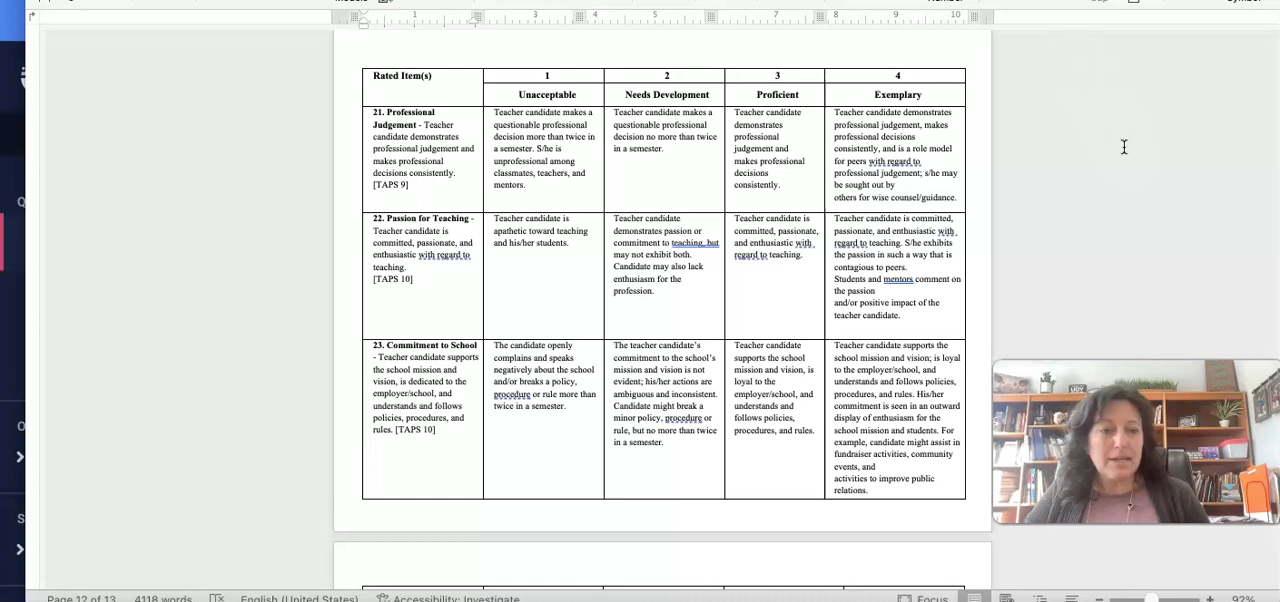 1 3 4 5 6 7 8 9 10
Rated Item(s) 1 2 3 4
Unacceptable Needs Development Proficient Exemplary
21. Professional
Judgement - Teacher
candidate demonstrates
professional judgement and
makes professional
decisions consistently.
[TAPS 9]
Teacher candidate makes a
questionable professional
decision more than twice in
a semester. S/he is
unprofessional among
classmates, teachers, and
mentors.
Teacher candidate makes a
questionable professional
decision no more than twice
in a semester.
Teacher candidate
demonstrates
professional
judgement and
makes professional
decisions
consistently.
Teacher candidate demonstrates
professional judgement, makes
professional decisions
consistently, and is a role model
for peers with regard to
professional judgement; s/he may
be sought out by
others for wise counsel/guidance.
22. Passion for Teaching -
Teacher candidate is
committed, passionate, and
enthusiastic with regard to
teaching.
[TAPS 10]
Teacher candidate is
apathetic toward teaching
and his/her students.
Teacher candidate
demonstrates passion or
commitment to teaching, but
may not exhibit both.
Candidate may also lack
enthusiasm for the
profession.
Teacher candidate is
committed, passionate,
and enthusiastic with
regard to teaching.
Teacher candidate is committed,
passionate, and enthusiastic with
regard to teaching. S/he exhibits
the passion in such a way that is
contagious to peers.
Students and mentors comment on
the passion
and/or positive impact of the
teacher candidate.
23. Commitment to School
- Teacher candidate supports
the school mission and
vision, is dedicated to the
employer/school, and
understands and follows
policies, procedures, and
rules. [TAPS 10]
The candidate openly
complains and speaks
negatively about the school
and/or breaks a policy,
procedure or rule more than
twice in a semester.
The teacher candidate's
commitment to the school's
mission and vision is not
evident; his/her actions are
ambiguous and inconsistent.
Candidate might break a
minor policy, procedure or
rule, but no more than twice
in a semester.
Teacher candidate
supports the school
mission and vision, is
loyal to the
employer/school, and
understands and
follows policies,
procedures, and rules.
Teacher candidate supports the
school mission and vision; is loyal
to the employer/school, and
understands and follows policies,
procedures, and rules. His/her
commitment is seen in an outward
display of enthusiasm for the
school mission and students. For
example, candidate might assist in
fundraiser activities, community
events, and
activities to improve public
relations.
Page 12 of 13 4118 words English (United States) Accessibility: Investigate Focus 92%